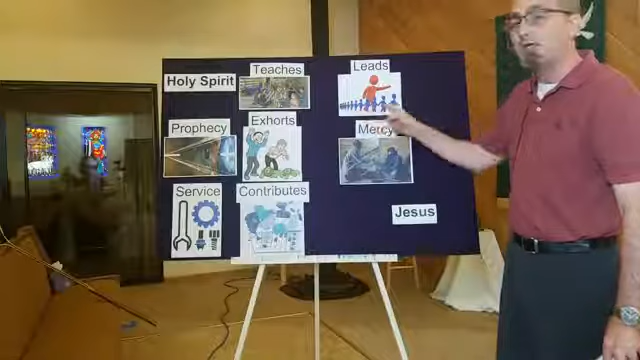 Holy Spirit
Teaches
Leads
Prophecy
Exhorts
Mercy
Service
Contributes
Jesus